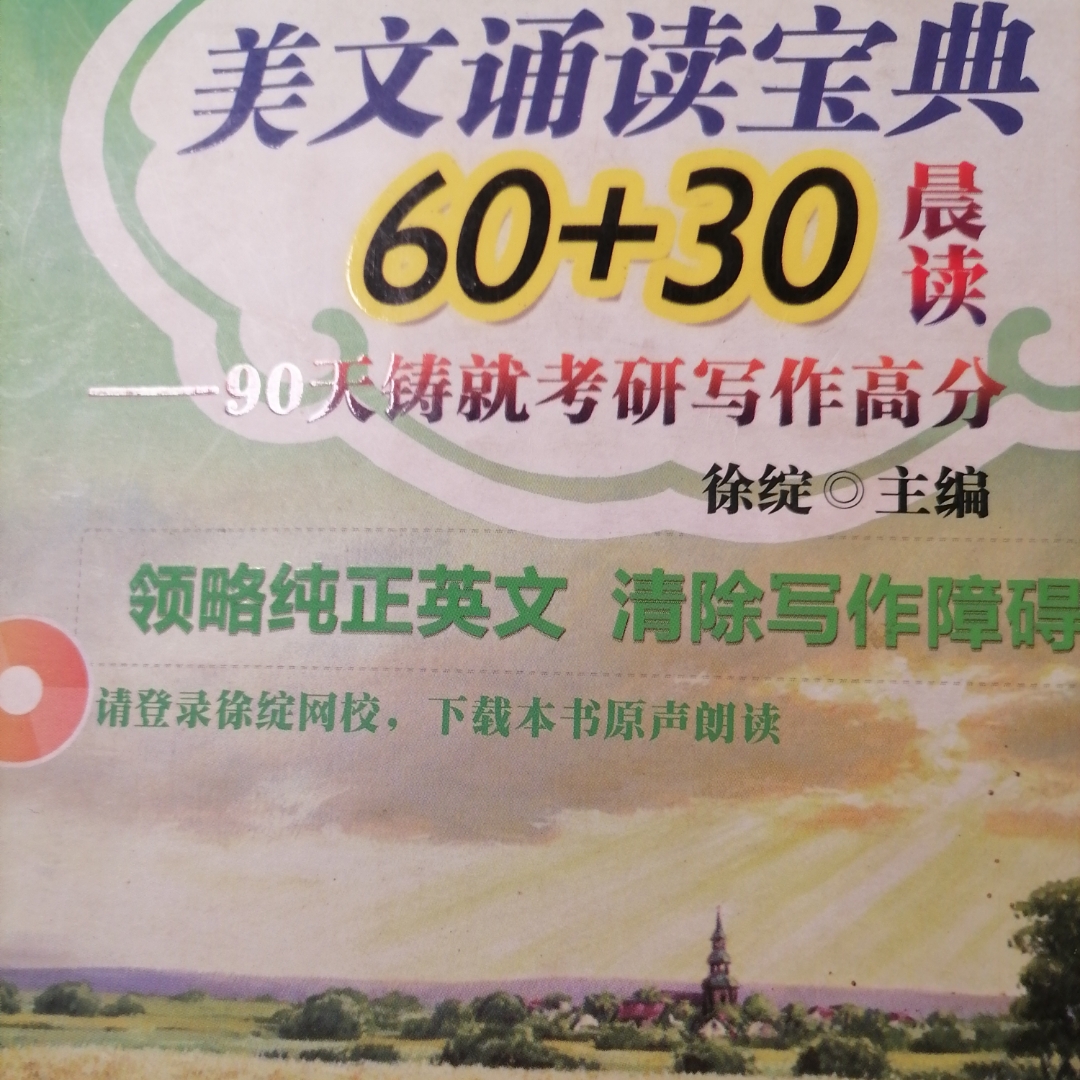 美文诵读宝典
60+30晨读
——90天铸就考研写作高分
徐绽◎主编
领略纯正英文 清除写作障碍
请登录徐绽网校，下载本书原声朗读